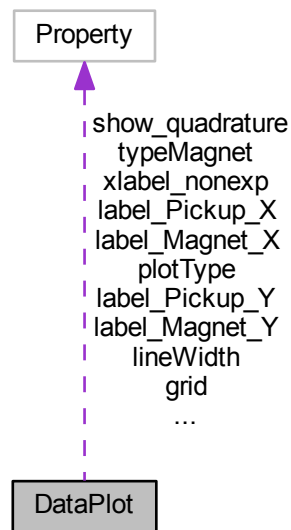 Property
show_quadrature
typeMagnet
xlabel_nonexp
label_Pickup_X
label_Magnet_X
plotType
label_Pickup_Y
label_Magnet_Y
lineWidth
grid
...
DataPlot